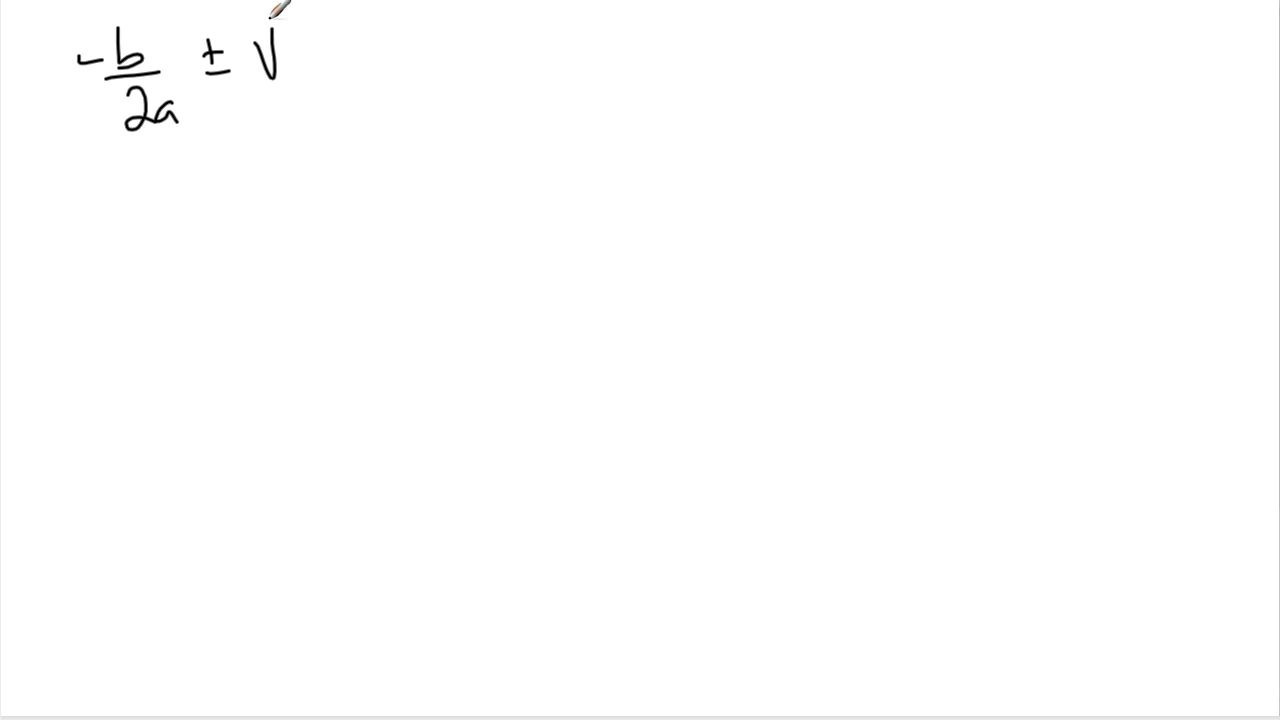 -b/2a ± √